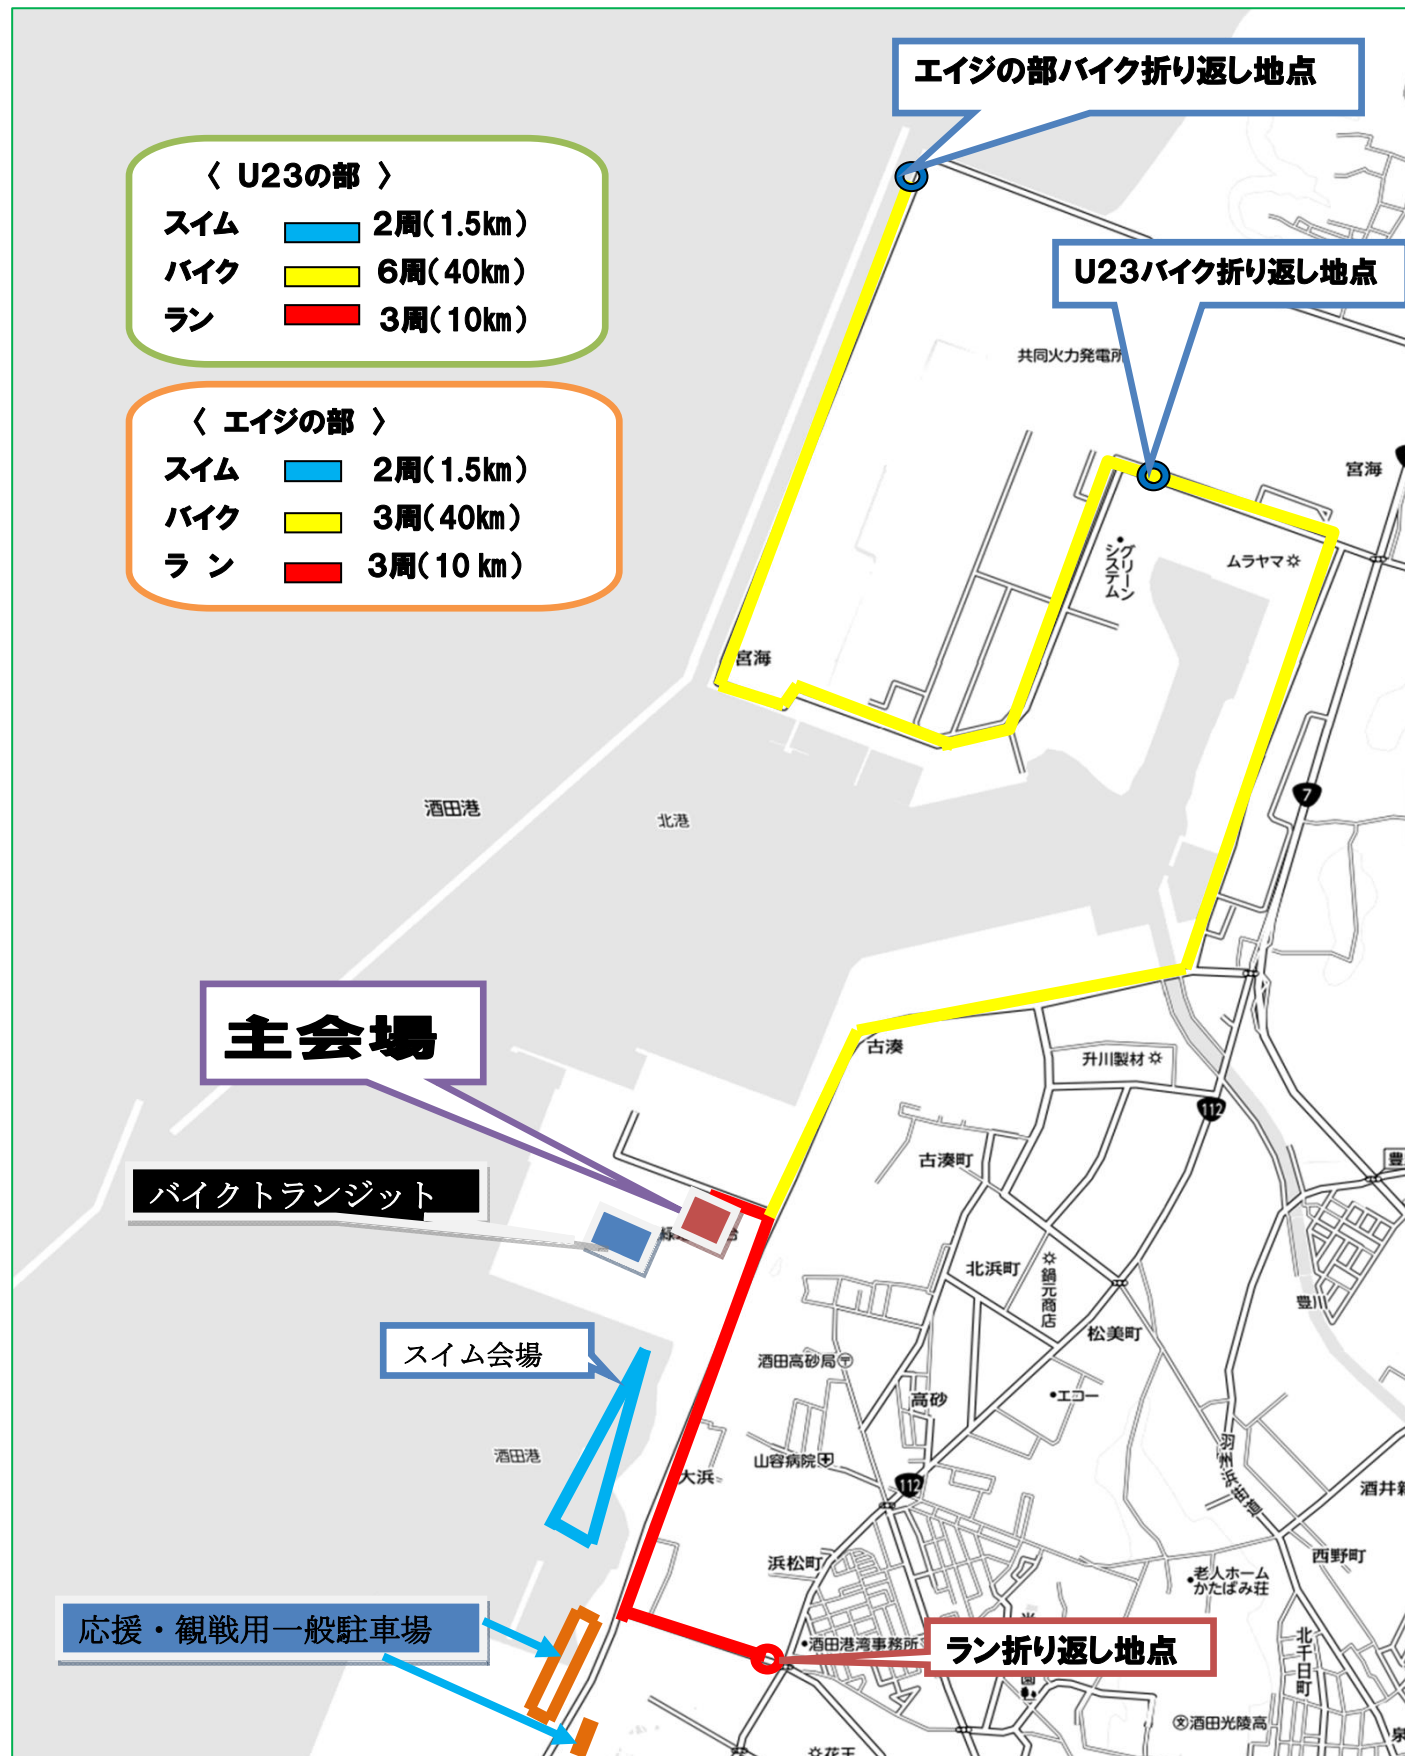 エイジの部バイク折り返し地点
〈 U23の部 〉
スイム 2周(1.5km)
バイク 6周(40km)
ラン 3周(10km)
U23バイク折り返し地点
共同火力発電所
〈 エイジの部 〉
スイム 2周(1.5km)
バイク 3周(40km)
ラ ン 3周(10 km)
宮海
グリーン
システム
ムラヤマ
宮海
7
酒田港
北港
主会場
古湊
升川製材
112
古湊町
豊
バイクトランジット
北浜町
鍋元商店
豊川
松美町
スイム会場
酒田高砂局
エコー
高砂
酒田港
山容病院
大浜
112
羽州浜街道
酒井新
浜松町
西野町
老人ホーム
かたばみ荘
応援・観戦用一般駐車場
酒田港湾事務所
ラン折り返し地点
北千日町
酒田光陵高
泉
花王